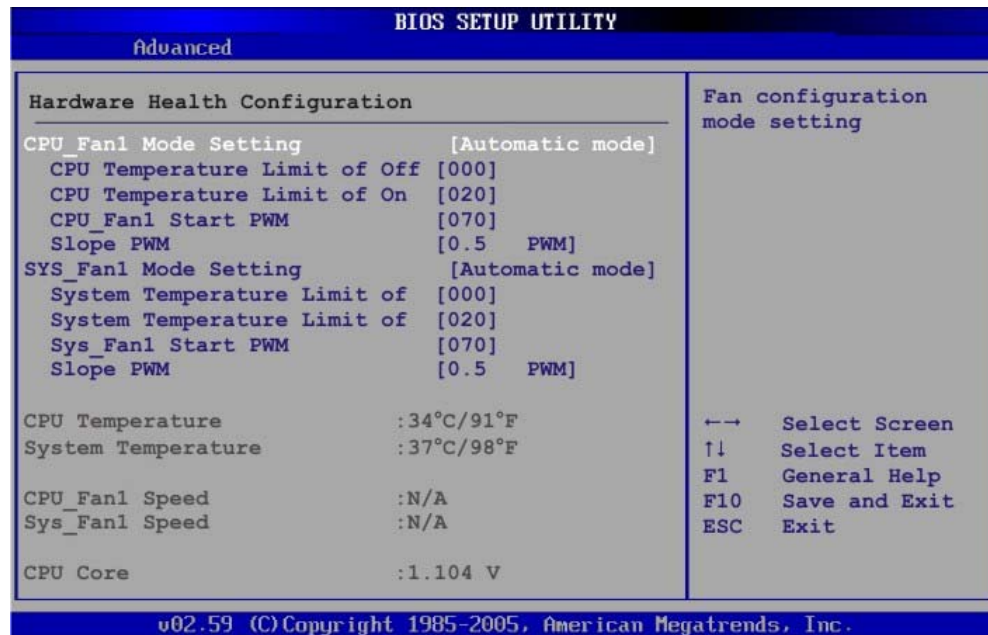 BIOS SETUP UTILITY
Advanced
Hardware Health Configuration
CPU_Fan1 Mode Setting [Automatic mode]
CPU Temperature Limit of Off [000]
CPU Temperature Limit of On [020]
CPU_Fan1 Start PWM [070]
Slope PWM [0.5 PWM]
SYS_Fan1 Mode Setting [Automatic mode]
System Temperature Limit of [000]
System Temperature Limit of [020]
Sys_Fan1 Start PWM [070]
Slope PWM [0.5 PWM]
CPU Temperature :34°C/91°F
System Temperature :37°C/98°F
CPU_Fan1 Speed :N/A
Sys_Fan1 Speed :N/A
CPU Core :1.104 V
Fan configuration
mode setting
←→ Select Screen
↑↓ Select Item
F1 General Help
F10 Save and Exit
ESC Exit
v02.59 (C)Copyright 1985-2005, American Megatrends, Inc.